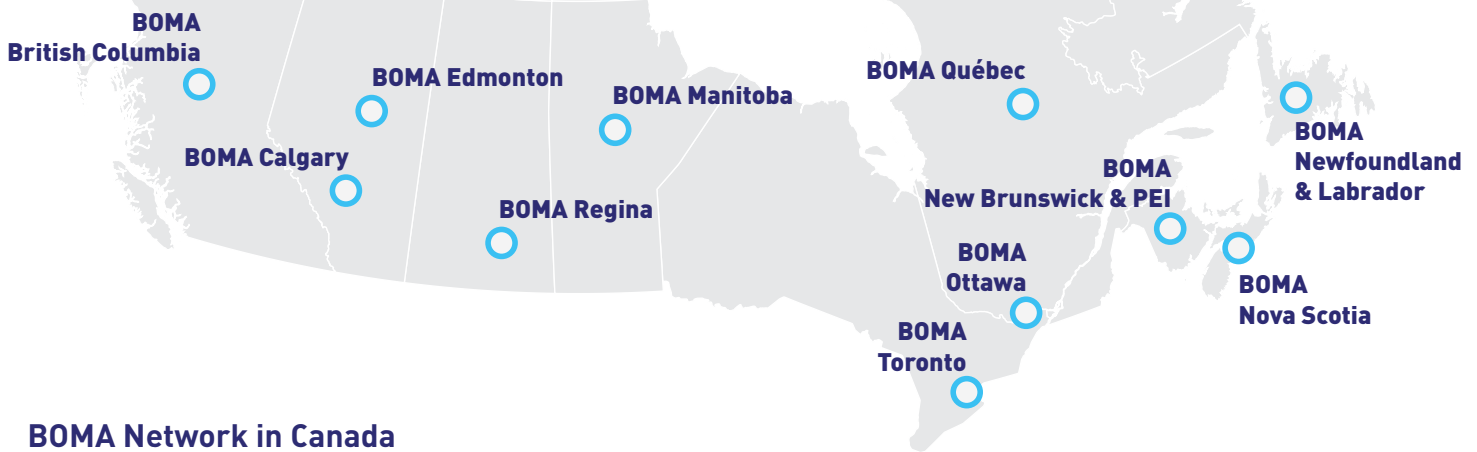 BOMA
British Columbia
BOMA Edmonton
BOMA Manitoba
BOMA Calgary
BOMA Regina
BOMA Québec
BOMA
Newfoundland
& Labrador
BOMA
New Brunswick & PEI
BOMA
Ottawa
BOMA
Nova Scotia
BOMA
Toronto
BOMA Network in Canada